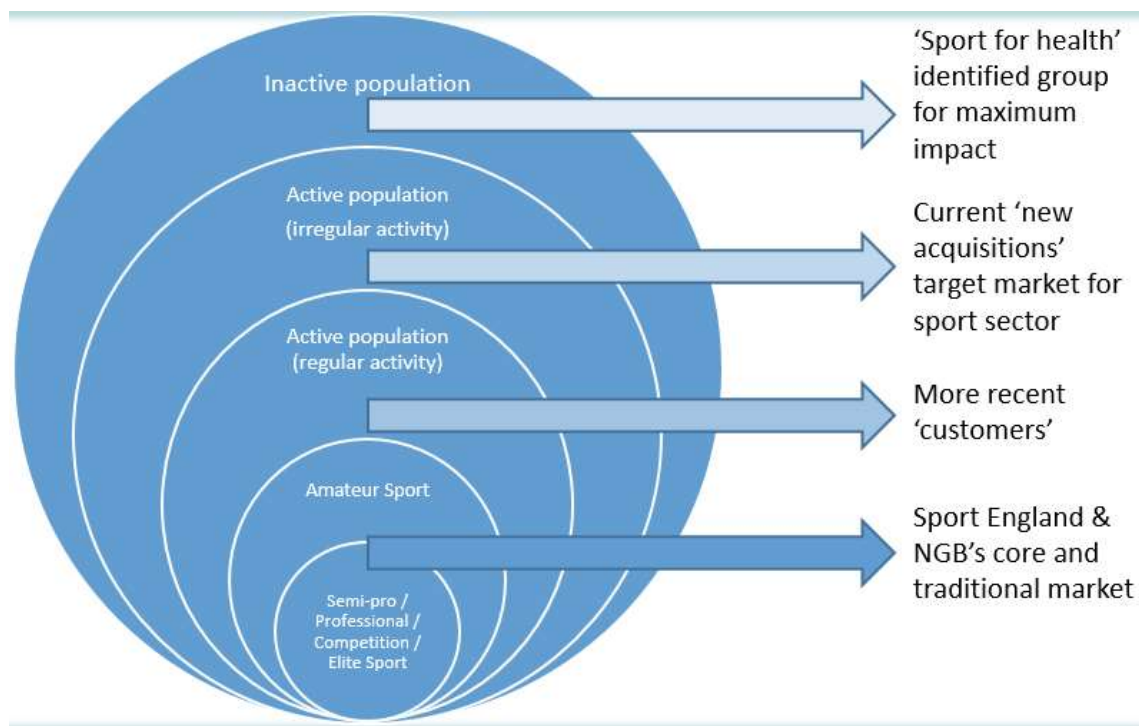 Inactive population
‘Sport for health’
identified group
for maximum
impact
Active population
(irregular activity)
Current ‘new
acquisitions’
target market for
sport sector
Active population
(regular activity)
More recent
‘customers’
Amateur Sport
Sport England &
NGB’s core and
traditional market
Semi-pro /
Professional /
Competition /
Elite Sport